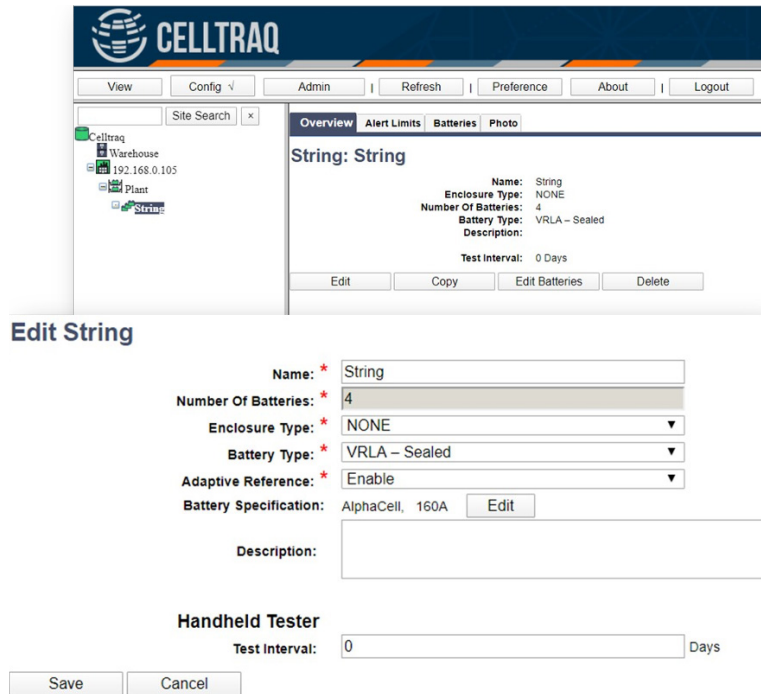 CELLTRAQ
View Config √ Admin | Refresh | Preference About | Logout
Site Search ×
Celltraq
Warehouse
192.168.0.105
Plant
String
Overview Alert Limits Batteries Photo
String: String
Name: String
Enclosure Type: NONE
Number Of Batteries: 4
Battery Type: VRLA – Sealed
Description:
Test Interval: 0 Days
Edit Copy Edit Batteries Delete
Edit String
Name: * String
Number Of Batteries: * 4
Enclosure Type: * NONE
Battery Type: * VRLA – Sealed
Adaptive Reference: * Enable
Battery Specification: AlphaCell, 160A Edit
Description:
Handheld Tester
Test Interval: 0 Days
Save Cancel